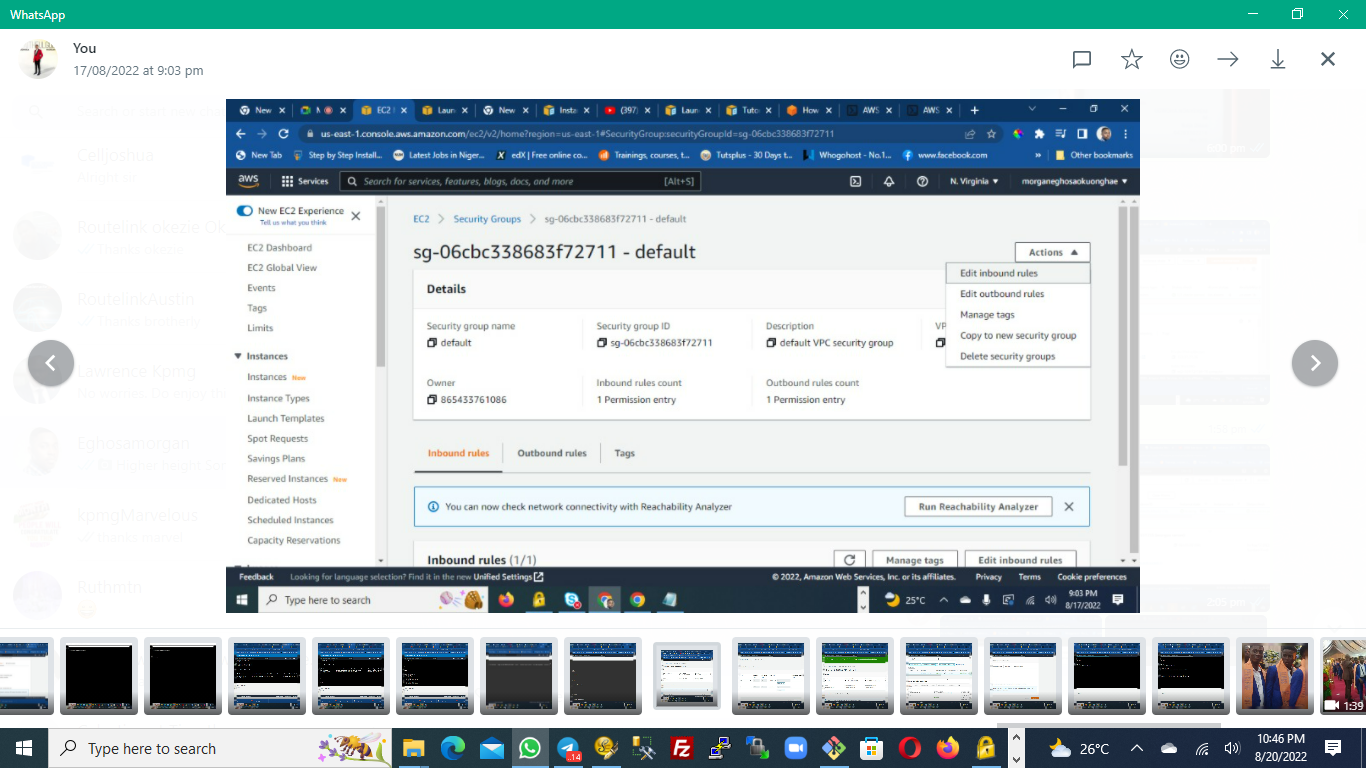 WhatsApp
You
17/08/2022 at 9:03 pm
New
EC2
Laun
New
Insta
(397)
Laun
Tuto
How
AWS
AWS
us-east-1.console.aws.amazon.com/ec2/v2/home?region=us-east-1#SecurityGroup:securityGroupId=sg-06cbc338683f72711
New Tab
Step by Step Install...
Latest Jobs in Niger...
edX | Free online co...
Trainings, courses, t...
Tutsplus - 30 Days t...
Whogohost - No.1...
www.facebook.com
»
Other bookmarks
aws
Services
Search for services, features, blogs, docs, and more
[Alt+S]
N. Virginia
morganeghosaokuonghae
New EC2 Experience
Tell us what you think
EC2 Dashboard
EC2 Global View
Events
Tags
Limits
Instances
Instances New
Instance Types
Launch Templates
Spot Requests
Savings Plans
Reserved Instances New
Dedicated Hosts
Scheduled Instances
Capacity Reservations
EC2 > Security Groups > sg-06cbc338683f72711 - default
sg-06cbc338683f72711 - default
Actions
Edit inbound rules
Edit outbound rules
Manage tags
Copy to new security group
Delete security groups
Details
Security group name
default
Security group ID
sg-06cbc338683f72711
Description
default VPC security group
VP
Owner
865433761086
Inbound rules count
1 Permission entry
Outbound rules count
1 Permission entry
Inbound rules
Outbound rules
Tags
You can now check network connectivity with Reachability Analyzer
Run Reachability Analyzer
Inbound rules (1/1)
Manage tags
Edit inbound rules
Feedback
Looking for language selection? Find it in the new Unified Settings
© 2022, Amazon Web Services, Inc. or its affiliates.
Privacy
Terms
Cookie preferences
Type here to search
25°C
9:03 PM
8/17/2022
Celljoshua
Routelink okezie Ok
RoutelinkAustin
Lawrence Kpmg
Eghosamorgan
kpmgMarvelous
Ruthmtn
1:39
Type here to search
14
26°C
10:46 PM
8/20/2022